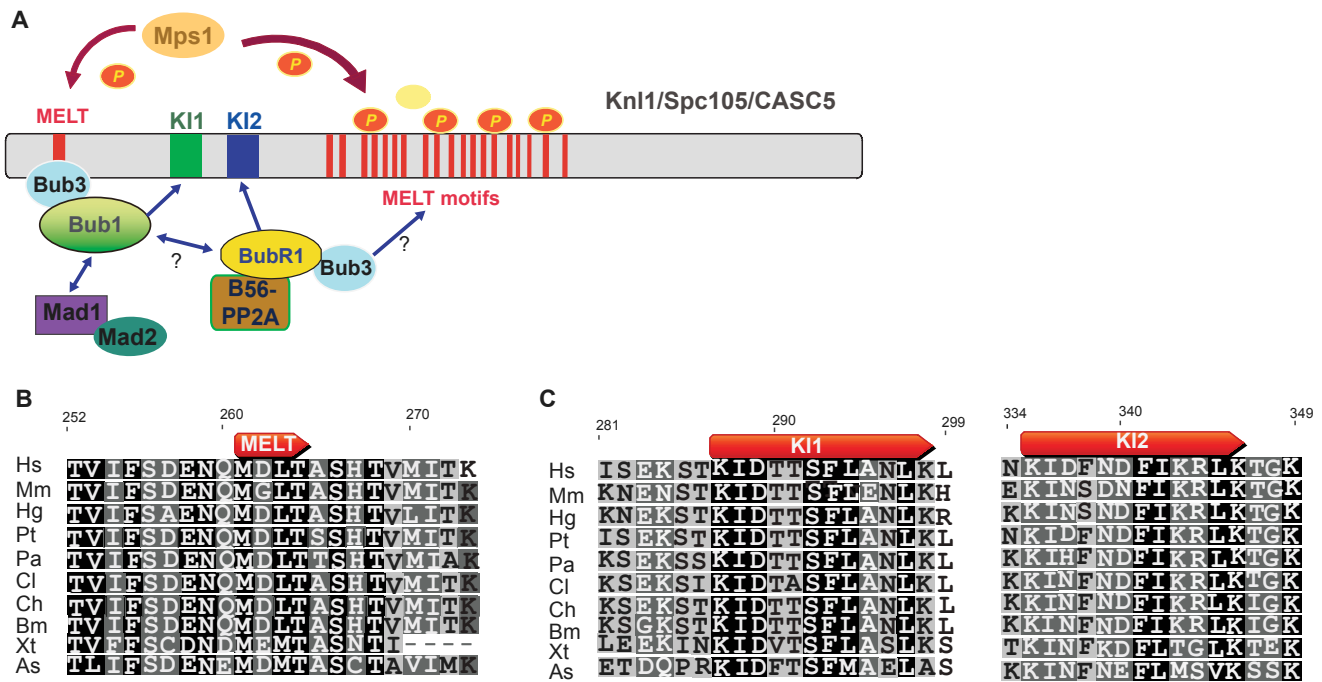 A
Mps1
P
P
MELT
KI1
KI2
P
P
P
P
Knl1/Spc105/CASC5
Bub3
MELT motifs
Bub1
?
BubR1
Bub3
?
B56-
PP2A
Mad1
Mad2
B
252
260
270
MELT
Hs TVIFSDENQMDLTASHTVMITK
Mm TVIFSDENQMGLTASHTVMITK
Hg TVIFSAENQMDLTASHTVLITK
Pt TVIFSDENQMDLTSSHTVMITK
Pa TVIFSDENQMDLTTSHTVMIAK
Cl TVIFSDENQMDLTASHTVMITK
Ch TVIFSDENQMDLTASHTVMITK
Bm TVIFSDENQMDLTASHTVMITK
Xt TVFFSCDNDMEMTASNTI----
As TLIFSDENEMDMTASCTAVIMK
C
281
290
299
334
340
349
KI1
KI2
Hs ISEKSTKIDTTSFLANLKL NKIDFNDFIKRLKTGK
Mm KNENSTKIDTTSFLENLKH EKINSDNFIKRLKTGK
Hg KNEKSTKIDTTSFLANLKR KKINSNDFIKRLKTGK
Pt ISEKSTKIDTTSFLANLKL NKIDFNDFIKRLKTGK
Pa KSEKSSKIDTTSFLANLKL KKIHFNDFIKRLKTGK
Cl KSEKSIKIDTASFLANLKL KKINFNDFIKRLKTGK
Ch KSEKSTKIDTTSFLANLKL KKINFNDFIKRLKIGK
Bm KSGKSTKIDTTSFLANLKL KKINFNDFIKRLKIGK
Xt LEEKINKIDVTSFLASLKS TKINFKDFLTGLKTEK
As ETDQPRKIDFTSFMAELAS KKINFNEFLMSVKSSK